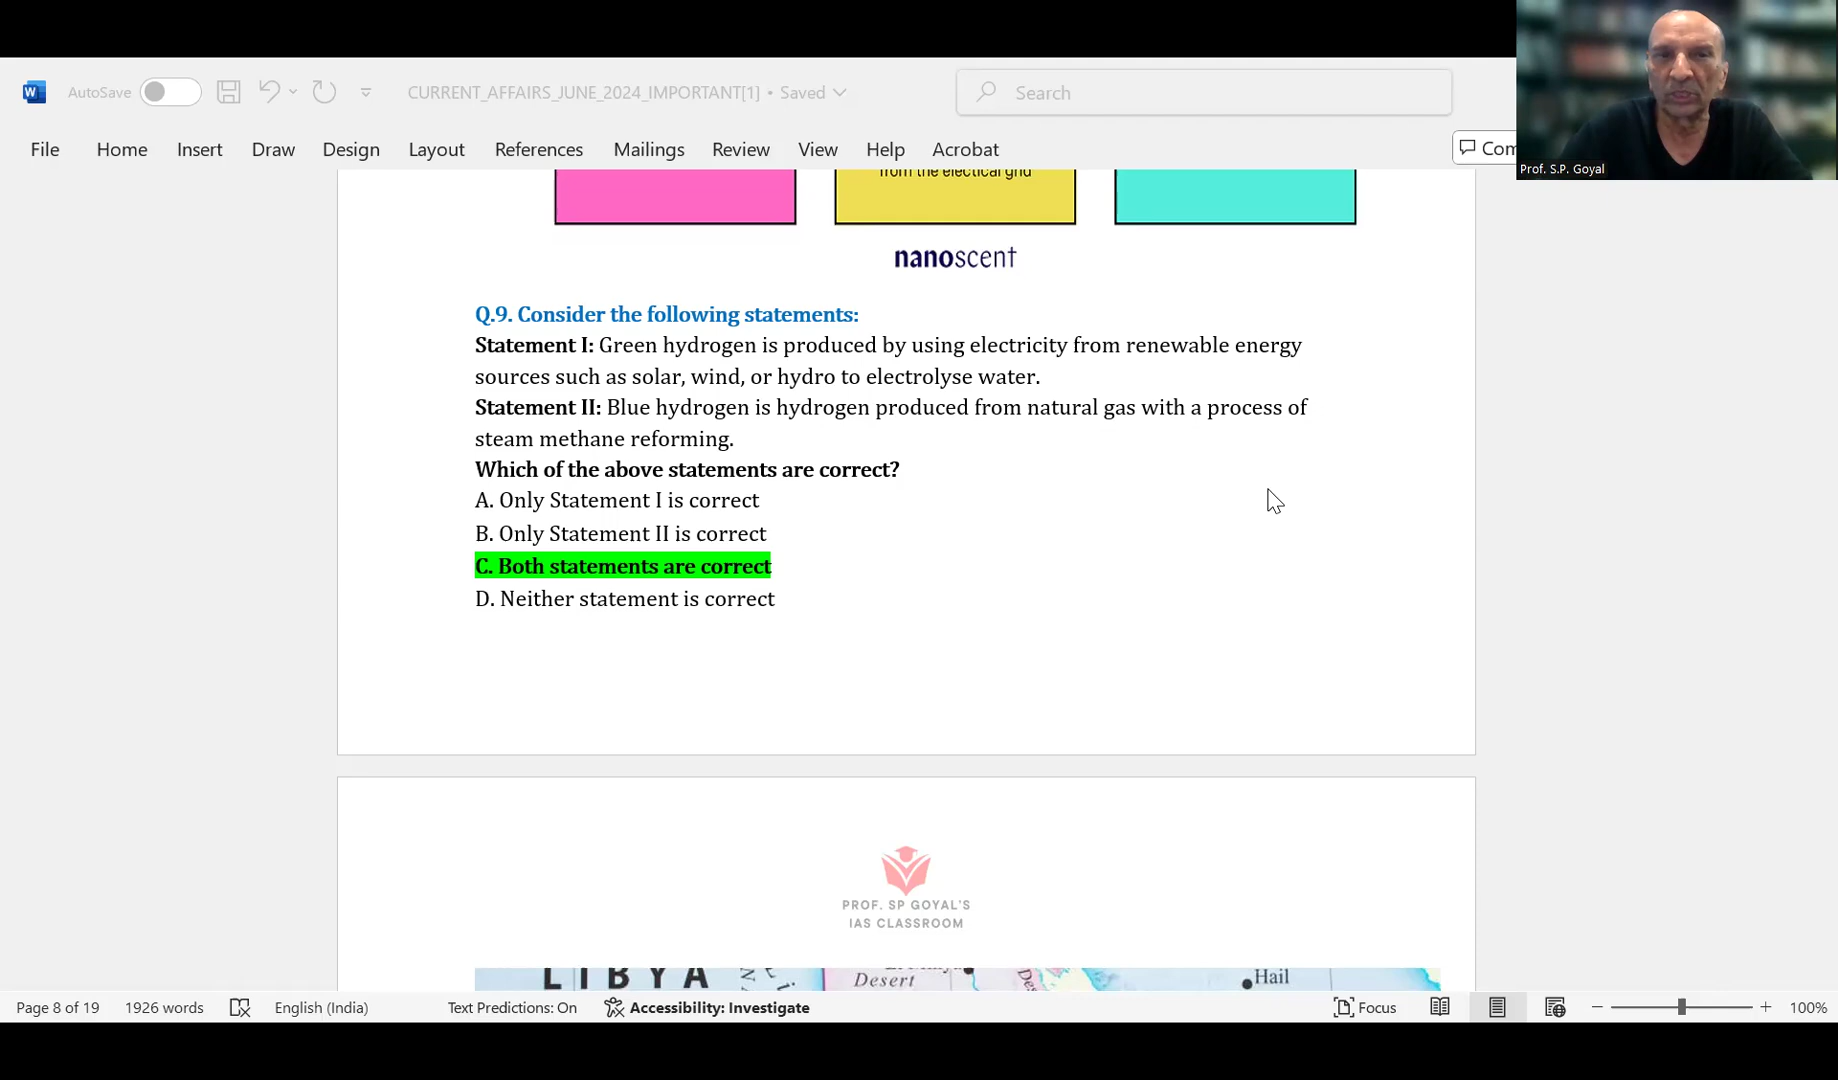 AutoSave
CURRENT_AFFAIRS_JUNE_2024_IMPORTANT[1] • Saved
Search
File Home Insert Draw Design Layout References Mailings Review View Help Acrobat
Com
Prof. S.P. Goyal
from the electical grid
nanoscent
Q.9. Consider the following statements:
Statement I: Green hydrogen is produced by using electricity from renewable energy
sources such as solar, wind, or hydro to electrolyse water.
Statement II: Blue hydrogen is hydrogen produced from natural gas with a process of
steam methane reforming.
Which of the above statements are correct?
A. Only Statement I is correct
B. Only Statement II is correct
C. Both statements are correct
D. Neither statement is correct
PROF. SP GOYAL'S
IAS CLASSROOM
LIBYA
Desert
Hail
Page 8 of 19 1926 words English (India) Text Predictions: On Accessibility: Investigate Focus 100%